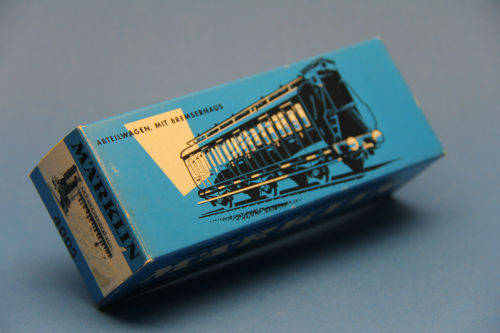 ABTEILWAGEN, MIT BREMSERHAUS
MÄRKLIN
4005